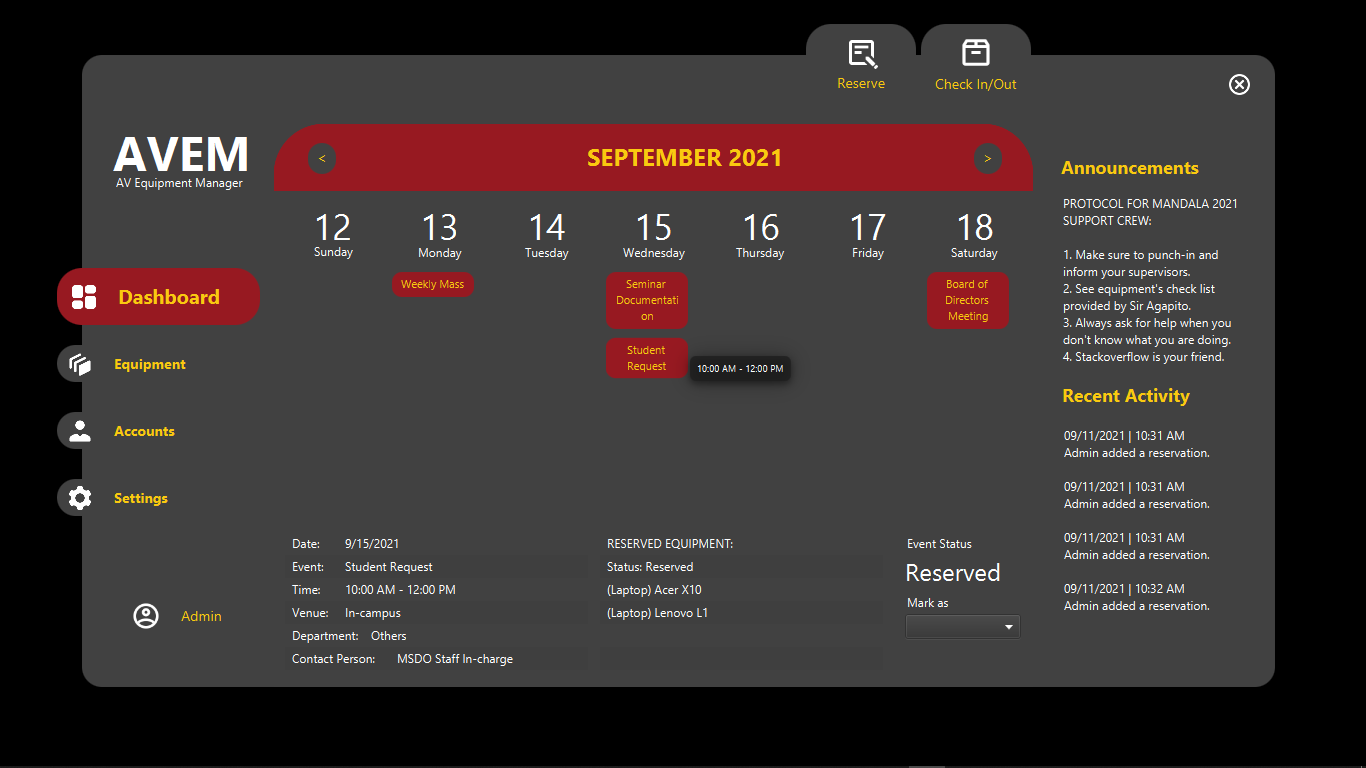 Reserve
Check In/Out
AVEM
AV Equipment Manager
<
SEPTEMBER 2021
>
12
Sunday
13
Monday
14
Tuesday
15
Wednesday
16
Thursday
17
Friday
18
Saturday
Weekly Mass
Seminar
Documentati
on
Board of
Directors
Meeting
Student
Request
10:00 AM - 12:00 PM
Dashboard
Equipment
Accounts
Settings
Admin
Date: 9/15/2021
Event: Student Request
Time: 10:00 AM - 12:00 PM
Venue: In-campus
Department: Others
Contact Person: MSDO Staff In-charge
RESERVED EQUIPMENT:
Status: Reserved
(Laptop) Acer X10
(Laptop) Lenovo L1
Event Status
Reserved
Mark as
Announcements
PROTOCOL FOR MANDALA 2021
SUPPORT CREW:
1. Make sure to punch-in and
inform your supervisors.
2. See equipment's check list
provided by Sir Agapito.
3. Always ask for help when you
don't know what you are doing.
4. Stackoverflow is your friend.
Recent Activity
09/11/2021 | 10:31 AM
Admin added a reservation.
09/11/2021 | 10:31 AM
Admin added a reservation.
09/11/2021 | 10:31 AM
Admin added a reservation.
09/11/2021 | 10:32 AM
Admin added a reservation.